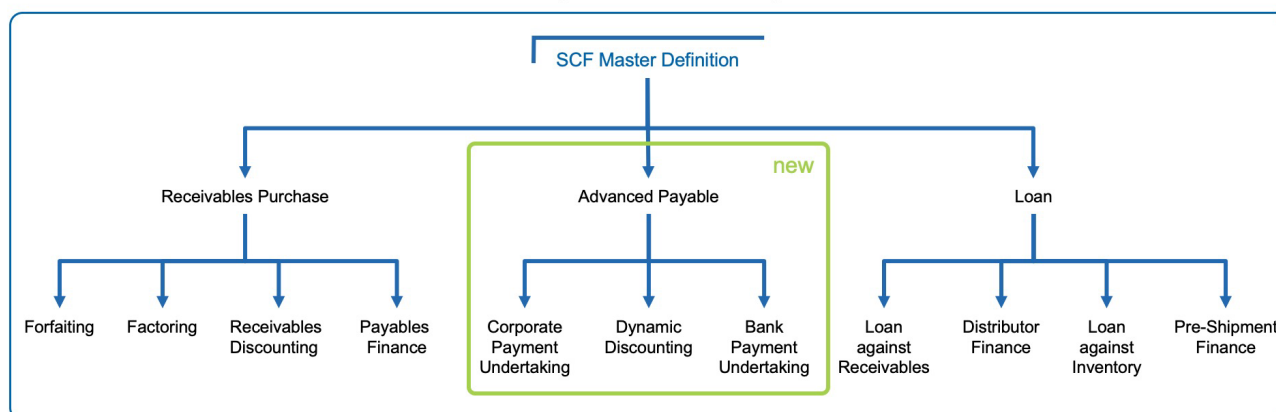 SCF Master Definition
new
Receivables Purchase
Advanced Payable
Loan
Forfaiting
Factoring
Receivables
Discounting
Payables
Finance
Corporate
Payment
Undertaking
Dynamic
Discounting
Bank
Payment
Undertaking
Loan
against
Receivables
Distributor
Finance
Loan
against
Inventory
Pre-Shipment
Finance